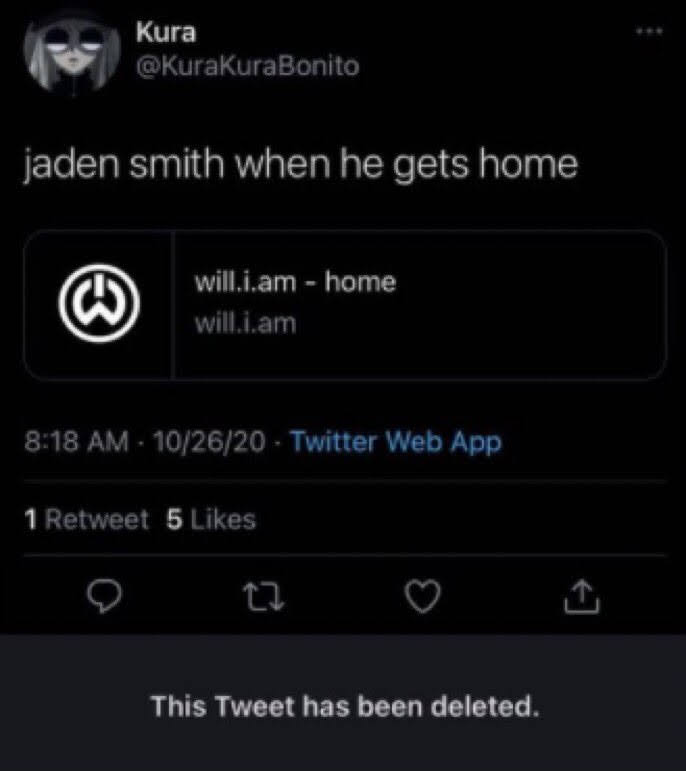 Kura
@KuraKuraBonito
jaden smith when he gets home
will.i.am - home
will.i.am
8:18 AM · 10/26/20 · Twitter Web App
1 Retweet 5 Likes
This Tweet has been deleted.